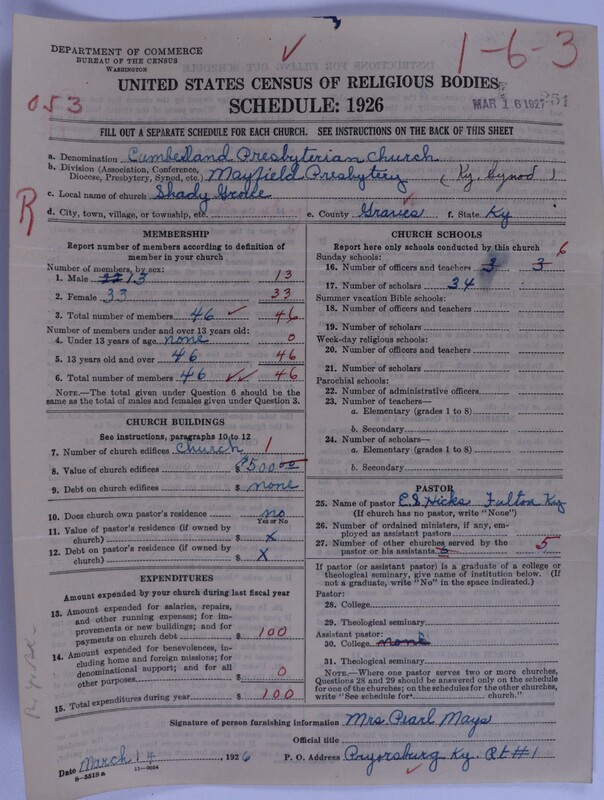 1-6-3
DEPARTMENT OF COMMERCE
BUREAU OF THE CENSUS
WASHINGTON
UNITED STATES CENSUS OF RELIGIOUS BODIES
053
SCHEDULE: 1926
MAR 16 1927
FILL OUT A SEPARATE SCHEDULE FOR EACH CHURCH. SEE INSTRUCTIONS ON THE BACK OF THIS SHEET
a. Denomination Cumberland Presbyterian Church
b. Division (Association, Conference, Diocese, Presbytery, Synod, etc.) Mayfield Presbytery (Ky. Synod)
c. Local name of church Shady Grove
R
d. City, town, village, or township, etc. e. County Graves f. State Ky
MEMBERSHIP
Report number of members according to definition of
member in your church
Number of members, by sex:
1. Male 13 13
2. Female 33 33
3. Total number of members 46 46
Number of members under and over 13 years old:
4. Under 13 years of age none 0
5. 13 years old and over 46 46
6. Total number of members 46 46
NOTE.—The total given under Question 6 should be
same as the total of males and females given under Question 3.
CHURCH BUILDINGS
See instructions, paragraphs 10 to 12
7. Number of church edifices church 1
8. Value of church edifices $ 500.00
9. Debt on church edifices $ none
10. Does church own pastor's residence no
Yes or No
11. Value of pastor's residence (if owned by
church) $ x
12. Debt on pastor's residence (if owned by
church) $ x
EXPENDITURES
Amount expended by your church during last fiscal year
13. Amount expended for salaries, repairs,
and other running expenses; for im-
provements or new buildings; and for
payments on church debt $ 100
14. Amount expended for benevolences, in-
cluding home and foreign missions; for
denominational support; and for all
other purposes $ 0
15. Total expenditures during year $ 100
CHURCH SCHOOLS
Report here only schools conducted by this church
Sunday schools: 6
16. Number of officers and teachers 3 3
17. Number of scholars 34
Summer vacation Bible schools:
18. Number of officers and teachers
19. Number of scholars
Week-day religious schools:
20. Number of officers and teachers
21. Number of scholars
Parochial schools:
22. Number of administrative officers
23. Number of teachers—
a. Elementary (grades 1 to 8)
b. Secondary
24. Number of scholars—
a. Elementary (grades 1 to 8)
b. Secondary
PASTOR
25. Name of pastor E.S. Hicks Fulton Ky
(If church has no pastor, write "None")
26. Number of ordained ministers, if any, em-
ployed as assistant pastors
27. Number of other churches served by the
pastor or his assistants 5
If pastor (or assistant pastor) is a graduate of a college or
theological seminary, give name of institution below. (If
not a graduate, write "No" in the space indicated.)
Pastor:
28. College
29. Theological seminary
Assistant pastor:
30. College none
31. Theological seminary
NOTE.—Where one pastor serves two or more churches,
Questions 28 and 29 should be answered only on the schedule
for one of the churches; on the schedules for the other churches,
write "See schedule for church."
Signature of person furnishing information Mrs. Pearl Mays
Official title
Date March 14, 1926 P. O. Address Pryorsburg Ky. Rt #1
8-5518a 11-9004